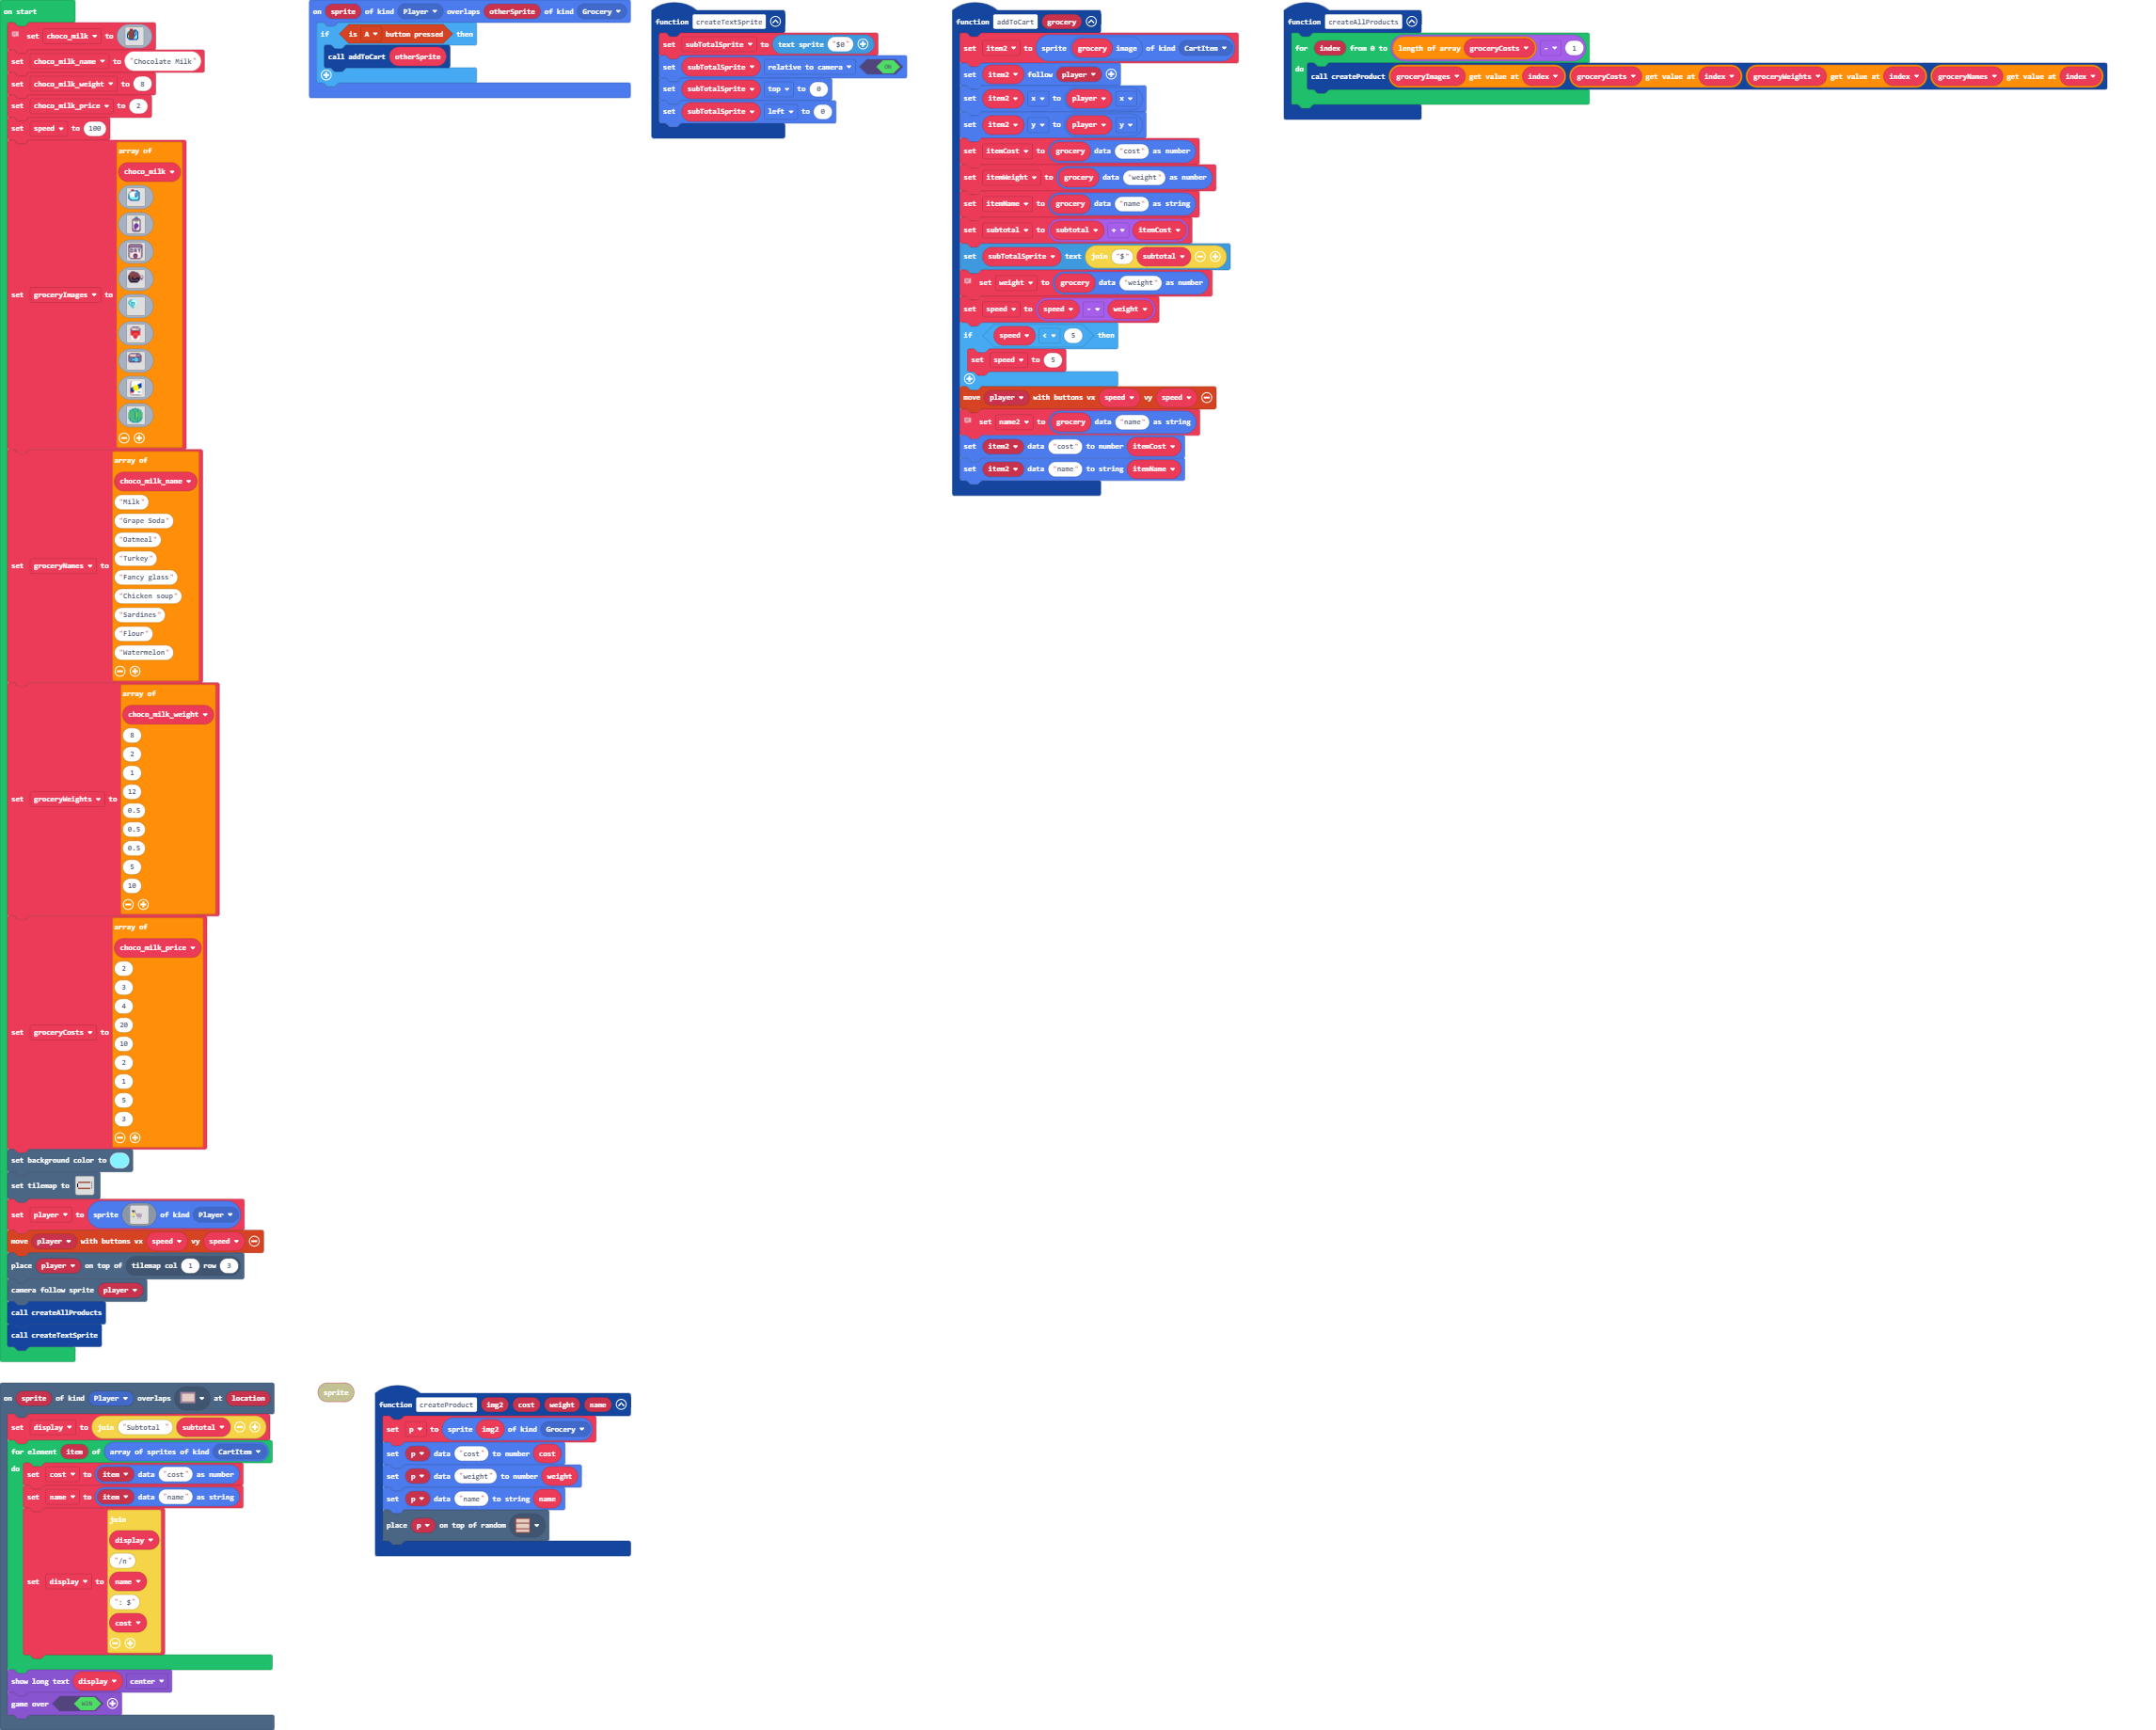 on start
set choco_milk to
set choco_milk_name to "Chocolate Milk"
set choco_milk_weight to 8
set choco_milk_price to 2
set speed to 100
set groceryImages to
array of
choco_milk
set groceryNames to
array of
choco_milk_name
"Milk"
"Grape Soda"
"Oatmeal"
"Turkey"
"Fancy glass"
"Chicken soup"
"Sardines"
"Flour"
"Watermelon"
set groceryWeights to
array of
choco_milk_weight
8
2
1
12
0.5
0.5
0.5
5
10
set groceryCosts to
array of
choco_milk_price
2
3
4
20
10
2
1
5
3
set background color to
set tilemap to
set player to sprite of kind Player
move player with buttons vx speed vy speed
place player on top of tilemap col 1 row 3
camera follow sprite player
call createAllProducts
call createTextSprite
on sprite of kind Player overlaps otherSprite of kind Grocery
if is A button pressed then
call addToCart otherSprite
function createTextSprite
set subTotalSprite to text sprite "$0"
set subTotalSprite relative to camera ON
set subTotalSprite top to 0
set subTotalSprite left to 0
function addToCart grocery
set item2 to sprite grocery image of kind CartItem
set item2 follow player
set item2 x to player x
set item2 y to player y
set itemCost to grocery data "cost" as number
set itemWeight to grocery data "weight" as number
set itemName to grocery data "name" as string
set subtotal to subtotal + itemCost
set subTotalSprite text join "$" subtotal
set weight to grocery data "weight" as number
set speed to speed - weight
if speed < 5 then
set speed to 5
move player with buttons vx speed vy speed
set name2 to grocery data "name" as string
set item2 data "cost" to number itemCost
set item2 data "name" to string itemName
function createAllProducts
for index from 0 to length of array groceryCosts - 1
do call createProduct groceryImages get value at index groceryCosts get value at index groceryWeights get value at index groceryNames get value at index
on sprite of kind Player overlaps at location
set display to join "Subtotal " subtotal
for element item of array of sprites of kind CartItem
do set cost to item data "cost" as number
set name to item data "name" as string
set display to
join
display
"/n"
name
": $"
cost
show long text display center
game over WIN
sprite
function createProduct img2 cost weight name
set p to sprite img2 of kind Grocery
set p data "cost" to number cost
set p data "weight" to number weight
set p data "name" to string name
place p on top of random